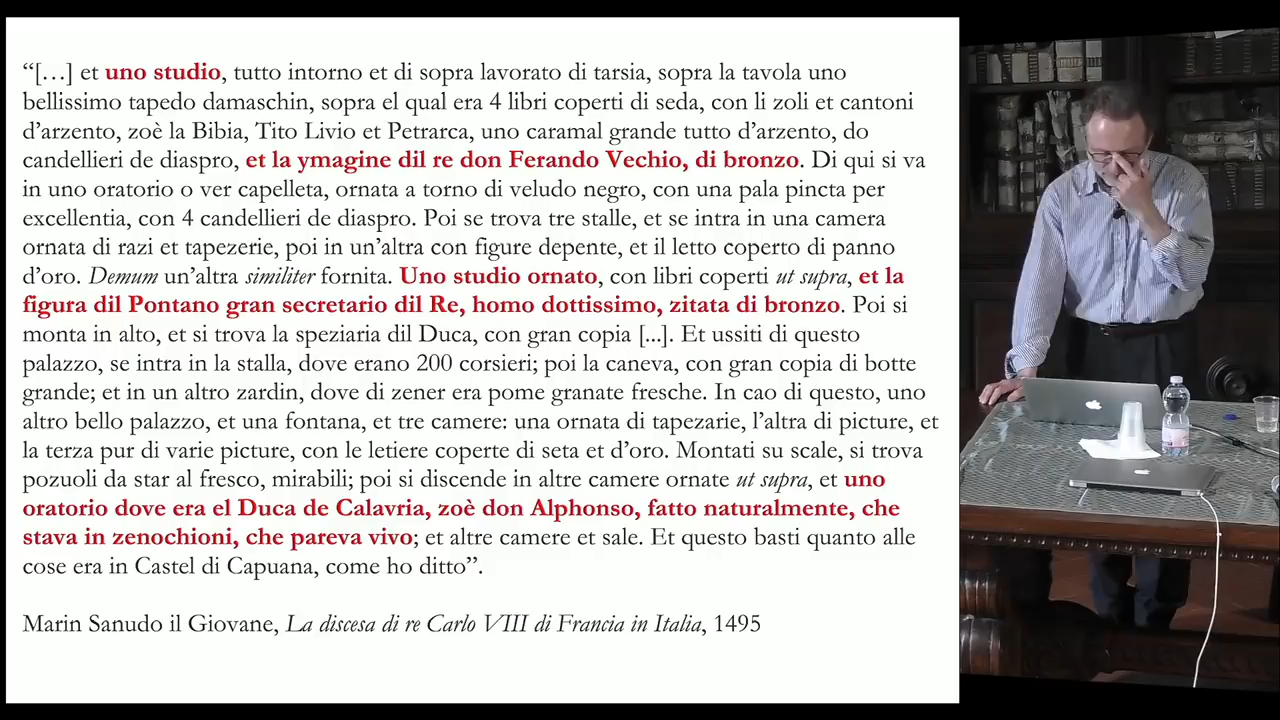 “[…] et uno studio, tutto intorno et di sopra lavorato di tarsia, sopra la tavola uno
bellissimo tapedo damaschin, sopra el qual era 4 libri coperti di seda, con li zoli et cantoni
d’arzento, zoè la Bibia, Tito Livio et Petrarca, uno caramal grande tutto d’arzento, do
candellieri de diaspro, et la ymagine dil re don Ferando Vechio, di bronzo. Di qui si va
in uno oratorio o ver capelleta, ornata a torno di veludo negro, con una pala pincta per
excellentia, con 4 candellieri de diaspro. Poi se trova tre stalle, et se intra in una camera
ornata di razi et tapezerie, poi in un’altra con figure depente, et il letto coperto di panno
d’oro. Demum un’altra similiter fornita. Uno studio ornato, con libri coperti ut supra, et la
figura dil Pontano gran secretario dil Re, homo dottissimo, zitata di bronzo. Poi si
monta in alto, et si trova la speziaria dil Duca, con gran copia [...]. Et ussiti di questo
palazzo, se intra in la stalla, dove erano 200 corsieri; poi la caneva, con gran copia di botte
grande; et in un altro zardin, dove di zener era pome granate fresche. In cao di questo, uno
altro bello palazzo, et una fontana, et tre camere: una ornata di tapezarie, l’altra di picture, et
la terza pur di varie picture, con le letiere coperte di seta et d’oro. Montati su scale, si trova
pozuoli da star al fresco, mirabili; poi si discende in altre camere ornate ut supra, et uno
oratorio dove era el Duca de Calavria, zoè don Alphonso, fatto naturalmente, che
stava in zenochioni, che pareva vivo; et altre camere et sale. Et questo basti quanto alle
cose era in Castel di Capuana, come ho ditto”.
Marin Sanudo il Giovane, La discesa di re Carlo VIII di Francia in Italia, 1495